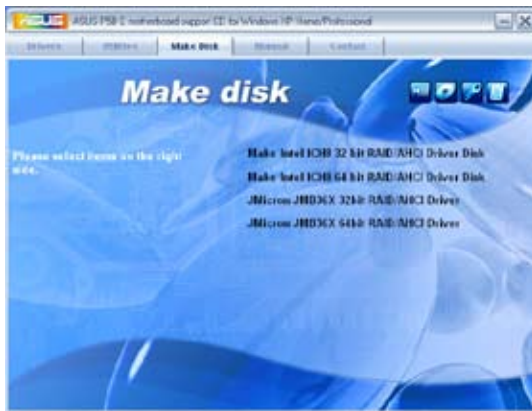 ASUS
ASUS P5B-E motherboard support CD for Windows XP Home/Professional
Drivers
Utilities
Make Disk
Manual
Contact
Make disk
Please select items on the right
side.
Make Intel ICH8 32 bit RAID/AHCI Driver Disk
Make Intel ICH8 64 bit RAID/AHCI Driver Disk
JMicron JMB36X 32bit RAID/AHCI Driver
JMicron JMB36X 64bit RAID/AHCI Driver